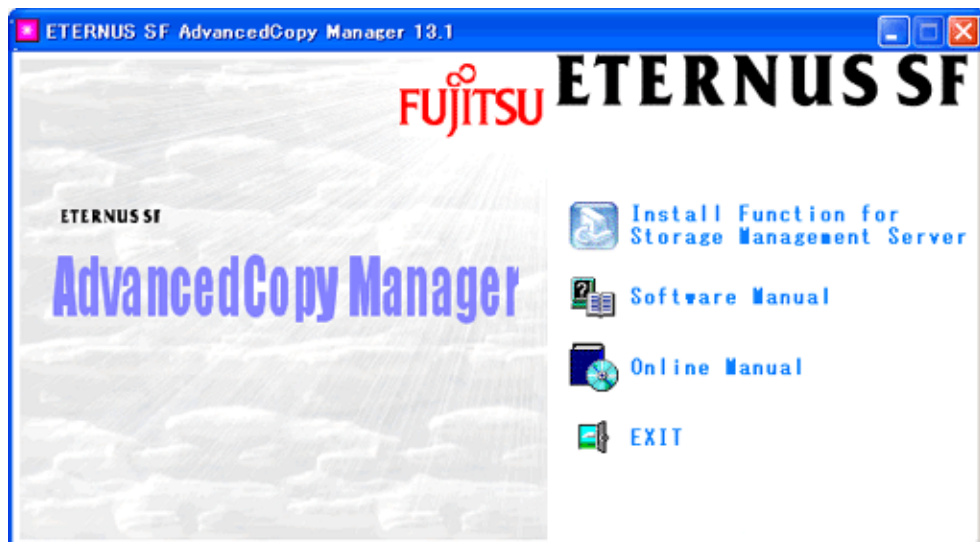 ETERNUS SF AdvancedCopy Manager 13.1
FUJITSU ETERNUS SF
ETERNUS SF
AdvancedCopy Manager
Install Function for
Storage Management Server
Software Manual
Online Manual
EXIT